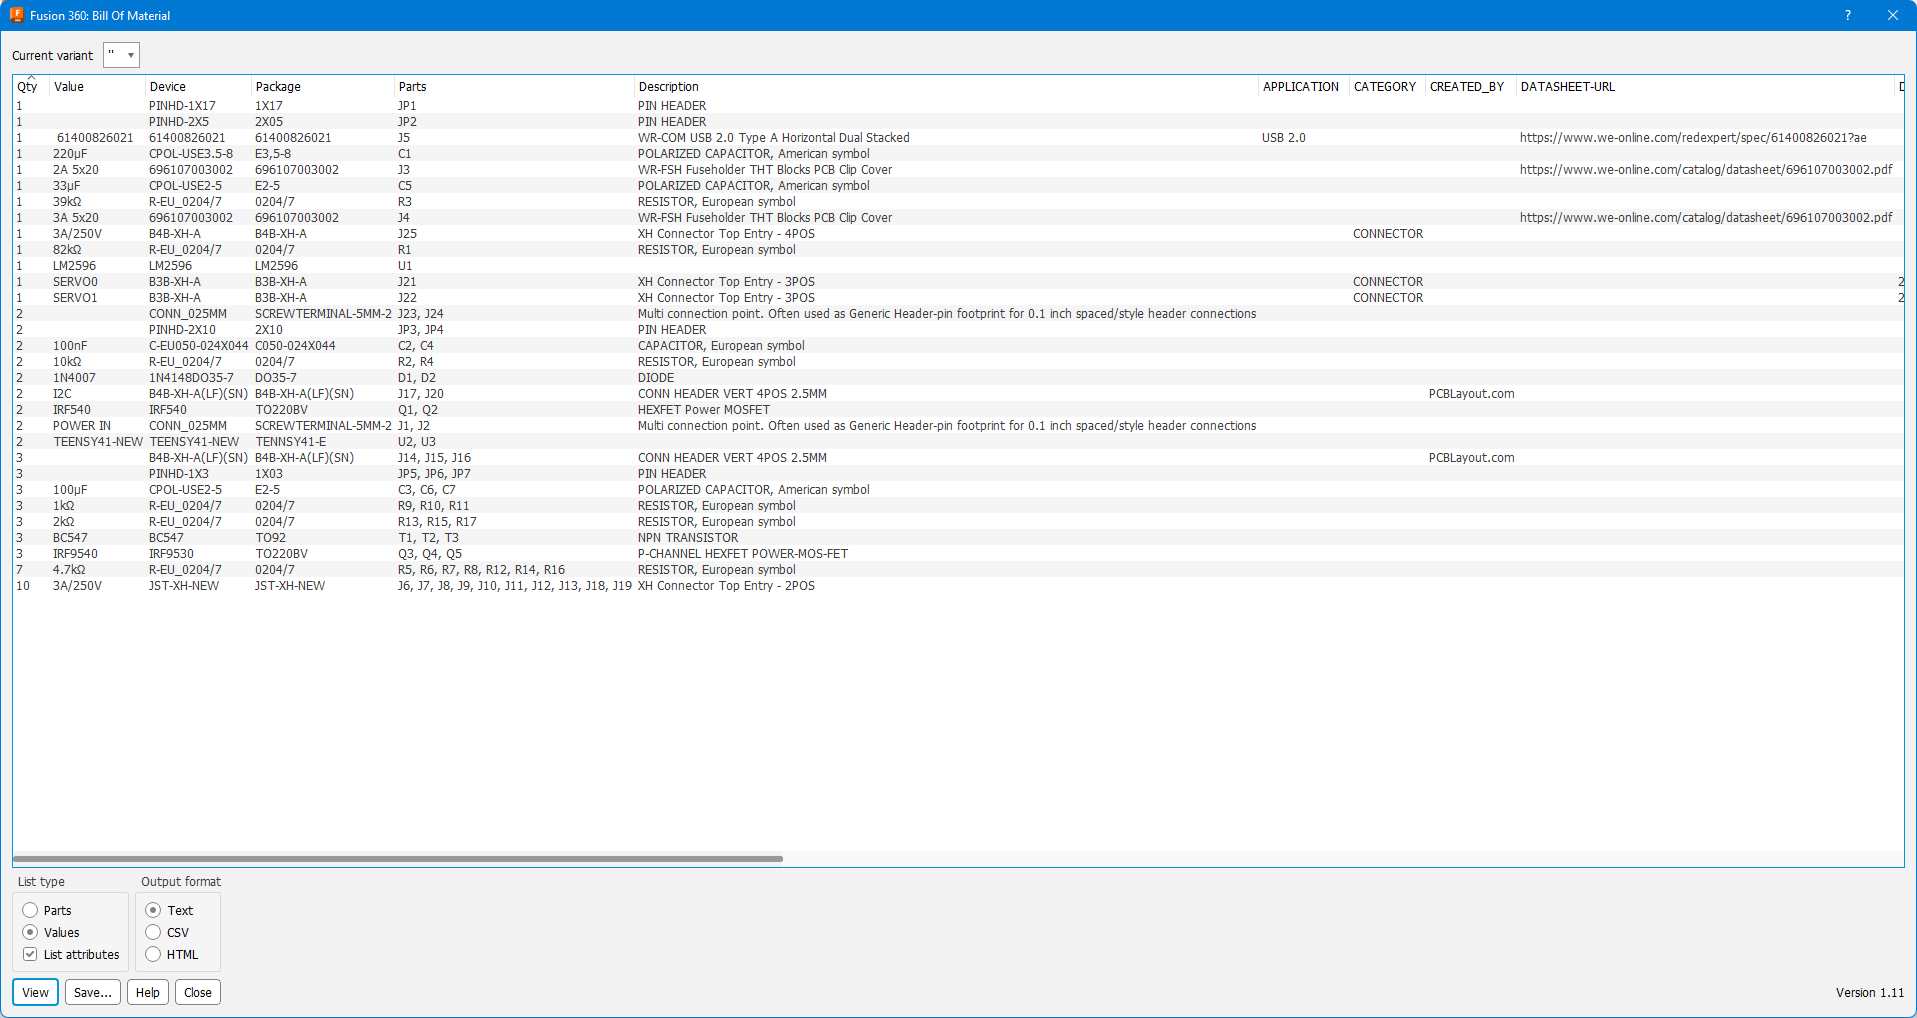 Fusion 360: Bill Of Material
Current variant ''
Qty Value Device Package Parts Description APPLICATION CATEGORY CREATED_BY DATASHEET-URL
1 PINHD-1X17 1X17 JP1 PIN HEADER
1 PINHD-2X5 2X05 JP2 PIN HEADER
1 61400826021 61400826021 61400826021 J5 WR-COM USB 2.0 Type A Horizontal Dual Stacked USB 2.0 https://www.we-online.com/redexpert/spec/61400826021?ae
1 220µF CPOL-USE3.5-8 E3,5-8 C1 POLARIZED CAPACITOR, American symbol
1 2A 5x20 696107003002 696107003002 J3 WR-FSH Fuseholder THT Blocks PCB Clip Cover https://www.we-online.com/catalog/datasheet/696107003002.pdf
1 33µF CPOL-USE2-5 E2-5 C5 POLARIZED CAPACITOR, American symbol
1 39kΩ R-EU_0204/7 0204/7 R3 RESISTOR, European symbol
1 3A 5x20 696107003002 696107003002 J4 WR-FSH Fuseholder THT Blocks PCB Clip Cover https://www.we-online.com/catalog/datasheet/696107003002.pdf
1 3A/250V B4B-XH-A B4B-XH-A J25 XH Connector Top Entry - 4POS CONNECTOR
1 82kΩ R-EU_0204/7 0204/7 R1 RESISTOR, European symbol
1 LM2596 LM2596 LM2596 U1
1 SERVO0 B3B-XH-A B3B-XH-A J21 XH Connector Top Entry - 3POS CONNECTOR 2
1 SERVO1 B3B-XH-A B3B-XH-A J22 XH Connector Top Entry - 3POS CONNECTOR 2
2 CONN_025MM SCREWTERMINAL-5MM-2 J23, J24 Multi connection point. Often used as Generic Header-pin footprint for 0.1 inch spaced/style header connections
2 PINHD-2X10 2X10 JP3, JP4 PIN HEADER
2 100nF C-EU050-024X044 C050-024X044 C2, C4 CAPACITOR, European symbol
2 10kΩ R-EU_0204/7 0204/7 R2, R4 RESISTOR, European symbol
2 1N4007 1N4148DO35-7 DO35-7 D1, D2 DIODE
2 I2C B4B-XH-A(LF)(SN) B4B-XH-A(LF)(SN) J17, J20 CONN HEADER VERT 4POS 2.5MM PCBLayout.com
2 IRF540 IRF540 TO220BV Q1, Q2 HEXFET Power MOSFET
2 POWER IN CONN_025MM SCREWTERMINAL-5MM-2 J1, J2 Multi connection point. Often used as Generic Header-pin footprint for 0.1 inch spaced/style header connections
2 TEENSY41-NEW TEENSY41-NEW TENNSY41-E U2, U3
3 B4B-XH-A(LF)(SN) B4B-XH-A(LF)(SN) J14, J15, J16 CONN HEADER VERT 4POS 2.5MM PCBLayout.com
3 PINHD-1X3 1X03 JP5, JP6, JP7 PIN HEADER
3 100µF CPOL-USE2-5 E2-5 C3, C6, C7 POLARIZED CAPACITOR, American symbol
3 1kΩ R-EU_0204/7 0204/7 R9, R10, R11 RESISTOR, European symbol
3 2kΩ R-EU_0204/7 0204/7 R13, R15, R17 RESISTOR, European symbol
3 BC547 BC547 TO92 T1, T2, T3 NPN TRANSISTOR
3 IRF9540 IRF9530 TO220BV Q3, Q4, Q5 P-CHANNEL HEXFET POWER-MOS-FET
7 4.7kΩ R-EU_0204/7 0204/7 R5, R6, R7, R8, R12, R14, R16 RESISTOR, European symbol
10 3A/250V JST-XH-NEW JST-XH-NEW J6, J7, J8, J9, J10, J11, J12, J13, J18, J19 XH Connector Top Entry - 2POS
List type Output format
Parts Text
Values CSV
List attributes HTML
View Save... Help Close Version 1.11